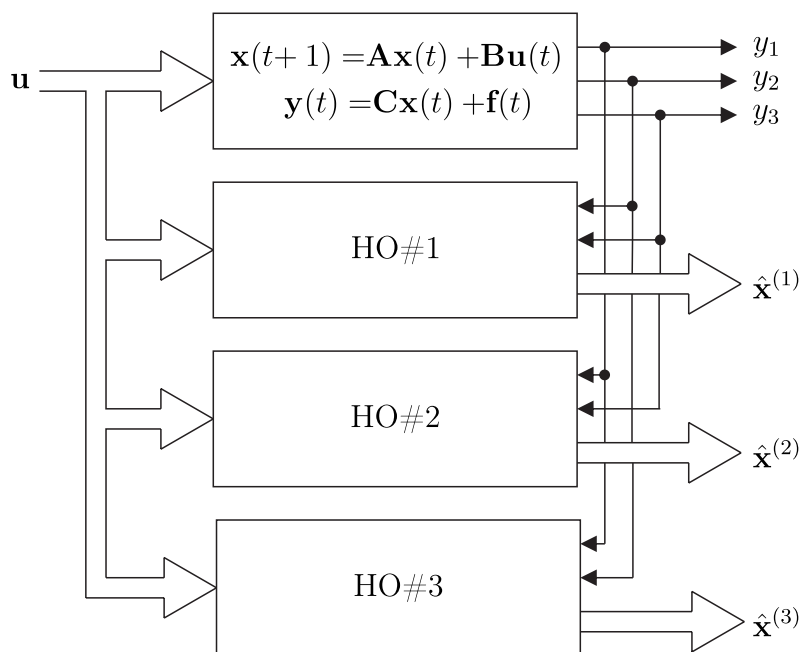 u
x(t+ 1) =Ax(t) +Bu(t)
y(t) =Cx(t) +f(t)
y₁
y₂
y₃
HO#1
x̂⁽¹⁾
HO#2
x̂⁽²⁾
HO#3
x̂⁽³⁾